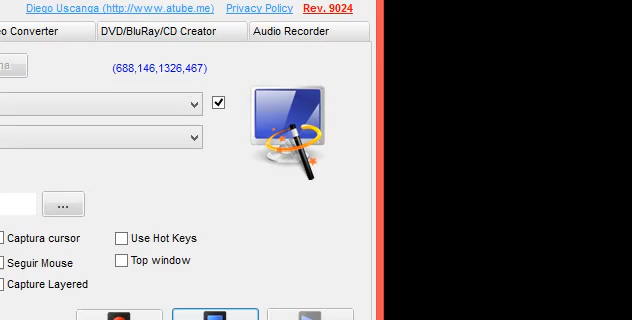 Diego Uscanga (http://www.atube.me) Privacy Policy Rev. 9024
Converter DVD/BluRay/CD Creator Audio Recorder
(688,146,1326,467)
...
Captura cursor Use Hot Keys
Seguir Mouse Top window
Capture Layered